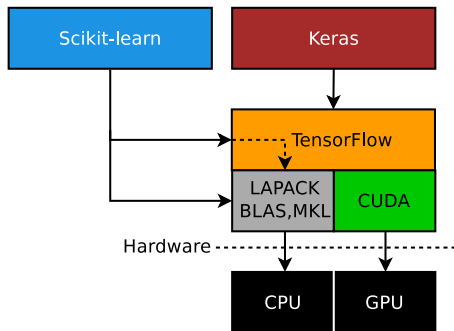 Scikit-learn
Keras
TensorFlow
LAPACK
BLAS,MKL
CUDA
Hardware
CPU
GPU